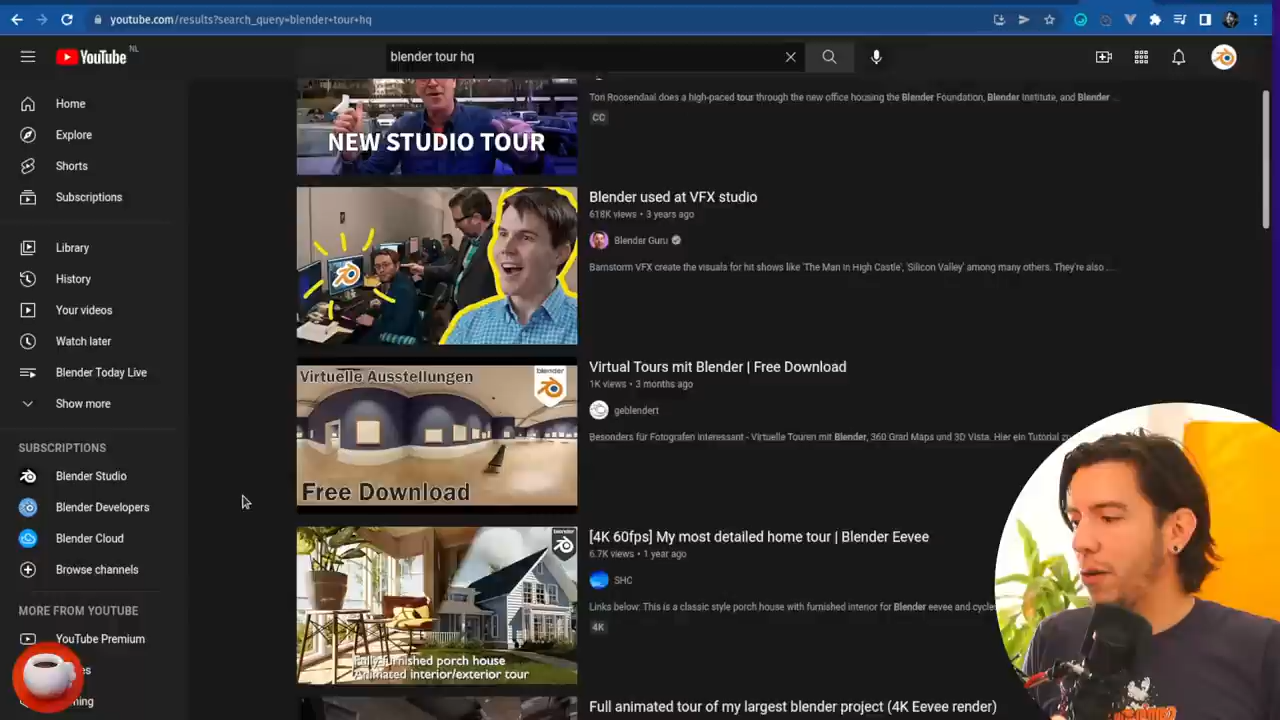 youtube.com/results?search_query=blender+tour+hq
YouTube NL
blender tour hq
Home
Explore
Shorts
Subscriptions
Library
History
Your videos
Watch later
Blender Today Live
Show more
SUBSCRIPTIONS
Blender Studio
Blender Developers
Blender Cloud
Browse channels
MORE FROM YOUTUBE
YouTube Premium
NEW STUDIO TOUR
Ton Roosendaal does a high-paced tour through the new office housing the Blender Foundation, Blender Institute, and Blender ...
CC
Blender used at VFX studio
618K views • 3 years ago
Blender Guru
Barnstorm VFX create the visuals for hit shows like 'The Man In High Castle', 'Silicon Valley' among many others. They're also ...
Virtuelle Ausstellungen
blender
Free Download
Virtual Tours mit Blender | Free Download
1K views • 3 months ago
geblendert
Besonders für Fotografen interessant - Virtuelle Touren mit Blender, 360 Grad Maps und 3D Vista. Hier ein Tutorial
blender
Fully furnished porch house
Animated interior/exterior tour
[4K 60fps] My most detailed home tour | Blender Eevee
6.7K views • 1 year ago
SHC
Links below: This is a classic style porch house with furnished interior for Blender eevee and cycles
4K
Full animated tour of my largest blender project (4K Eevee render)